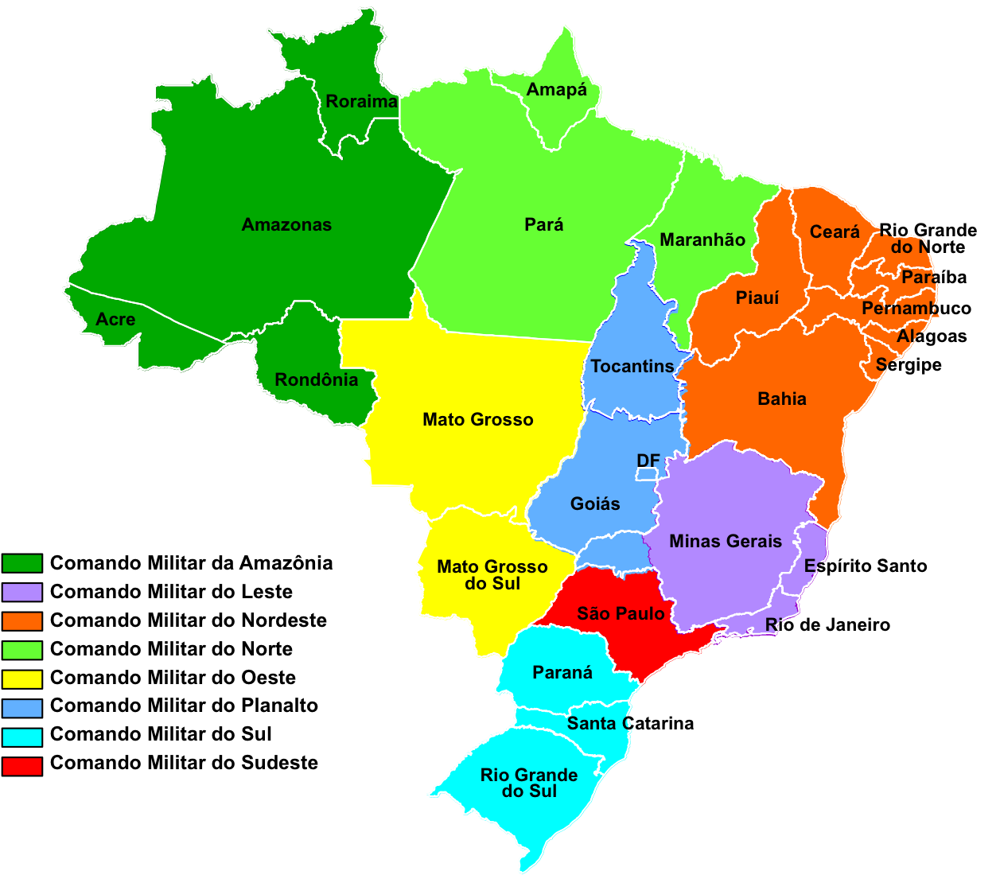 Amapá
Roraima
Amazonas
Pará
Maranhão
Ceará
Rio Grande
do Norte
Paraíba
Piauí
Pernambuco
Acre
Alagoas
Tocantins
Sergipe
Rondônia
Bahia
Mato Grosso
DF
Goiás
Minas Gerais
Mato Grosso
do Sul
Espírito Santo
São Paulo
Rio de Janeiro
Paraná
Santa Catarina
Rio Grande
do Sul
Comando Militar da Amazônia
Comando Militar do Leste
Comando Militar do Nordeste
Comando Militar do Norte
Comando Militar do Oeste
Comando Militar do Planalto
Comando Militar do Sul
Comando Militar do Sudeste